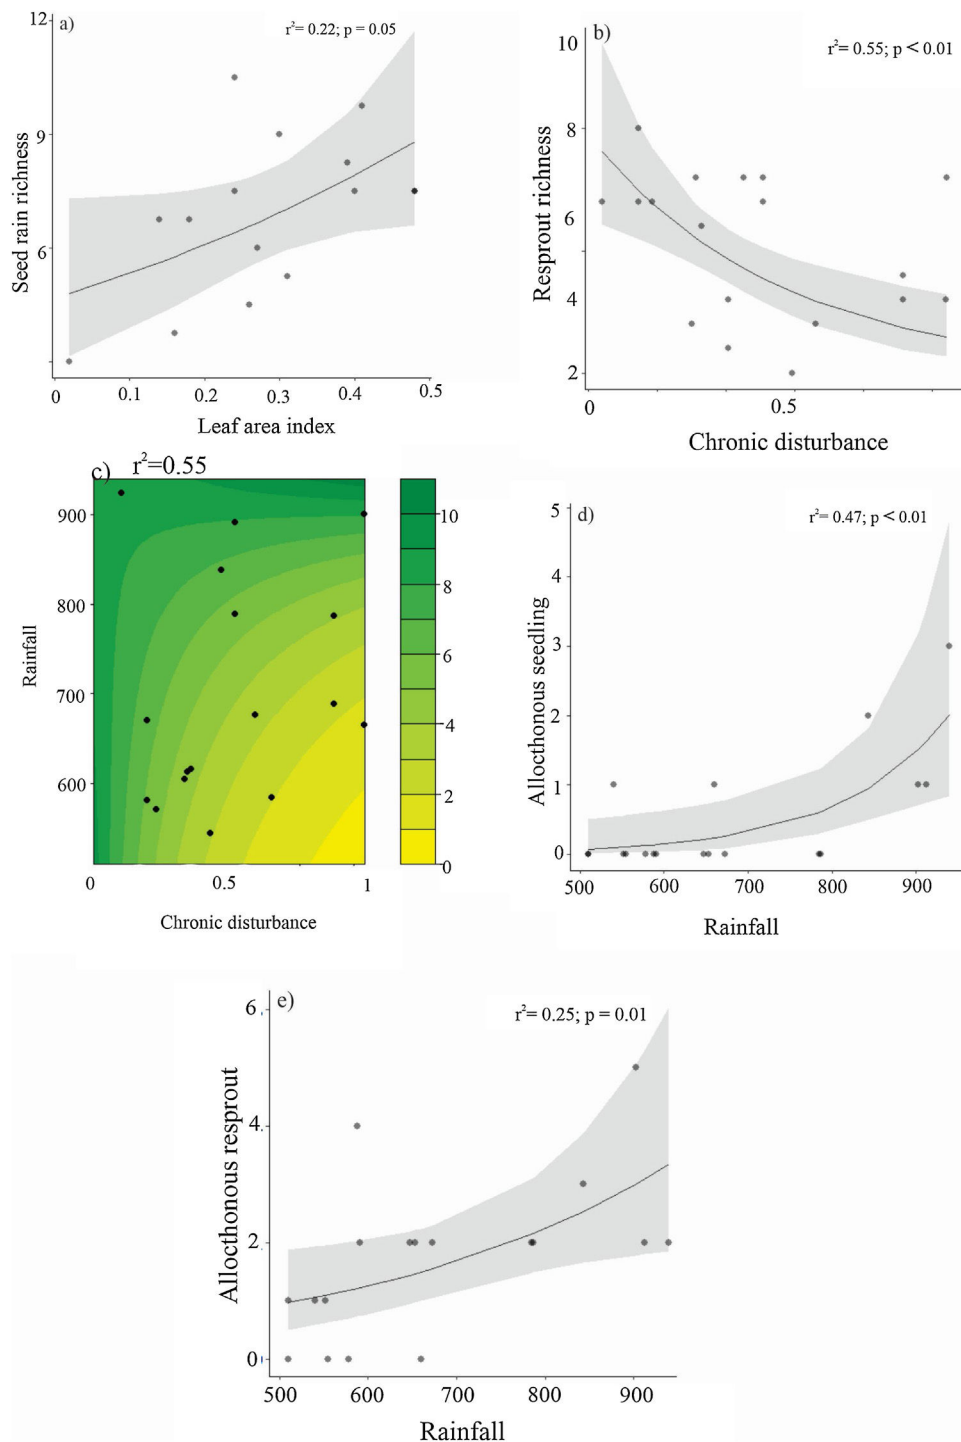 a)
r²= 0.22; p = 0.05
12
9
6
Seed rain richness
0 0.1 0.2 0.3 0.4 0.5
Leaf area index
b)
r²= 0.55; p < 0.01
10
8
6
4
2
Resprout richness
0 0.5
Chronic disturbance
c) r²=0.55
900
800
700
600
Rainfall
0 0.5 1
Chronic disturbance
10
8
6
4
2
0
d)
r²= 0.47; p < 0.01
5
4
3
2
1
0
Allocthonous seedling
500 600 700 800 900
Rainfall
e)
r²= 0.25; p = 0.01
6
4
2
0
Allocthonous resprout
500 600 700 800 900
Rainfall